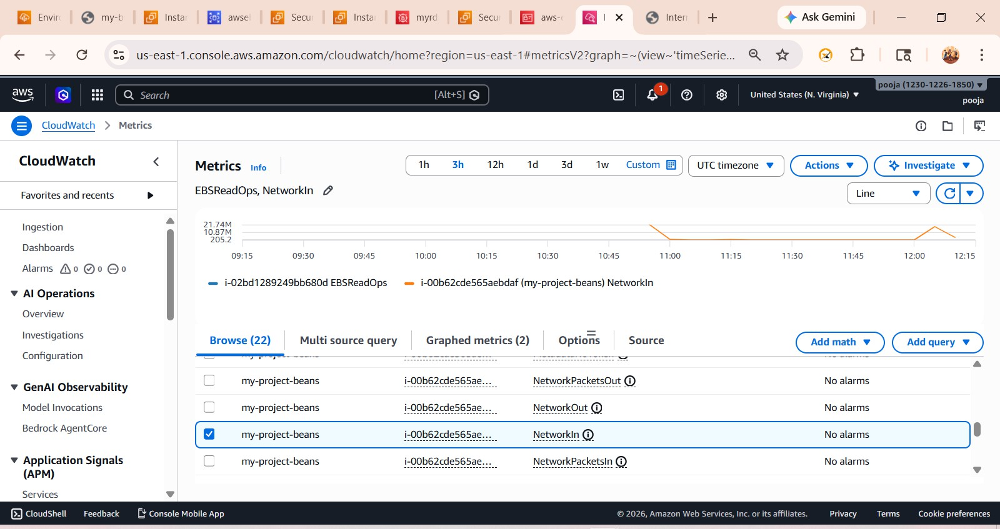 Envir
my-b
Instar
awsel
Secu
Insta
myrd
Secu
aws-
Inter
Ask Gemini
us-east-1.console.aws.amazon.com/cloudwatch/home?region=us-east-1#metricsV2?graph=~(view~'timeSerie...
aws
Search
[Alt+S]
1
United States (N. Virginia)
pooja (1230-1226-1850)
pooja
CloudWatch
Metrics
CloudWatch
Favorites and recents
Ingestion
Dashboards
Alarms 0 0 0
AI Operations
Overview
Investigations
Configuration
GenAI Observability
Model Invocations
Bedrock AgentCore
Application Signals
(APM)
Services
Metrics Info
1h 3h 12h 1d 3d 1w Custom
UTC timezone
Actions
Investigate
EBSReadOps, NetworkIn
Line
21.74M
10.87M
205.2
09:15 09:30 09:45 10:00 10:15 10:30 10:45 11:00 11:15 11:30 11:45 12:00 12:15
i-02bd1289249bb680d EBSReadOps
i-00b62cde565aebdaf (my-project-beans) NetworkIn
Browse (22)
Multi source query
Graphed metrics (2)
Options
Source
Add math
Add query
my-project-beans i-00b62cde565ae... NetworkPacketsOut No alarms
my-project-beans i-00b62cde565ae... NetworkOut No alarms
my-project-beans i-00b62cde565ae... NetworkIn No alarms
my-project-beans i-00b62cde565ae... NetworkPacketsIn No alarms
CloudShell
Feedback
Console Mobile App
© 2026, Amazon Web Services, Inc. or its affiliates.
Privacy
Terms
Cookie preferences